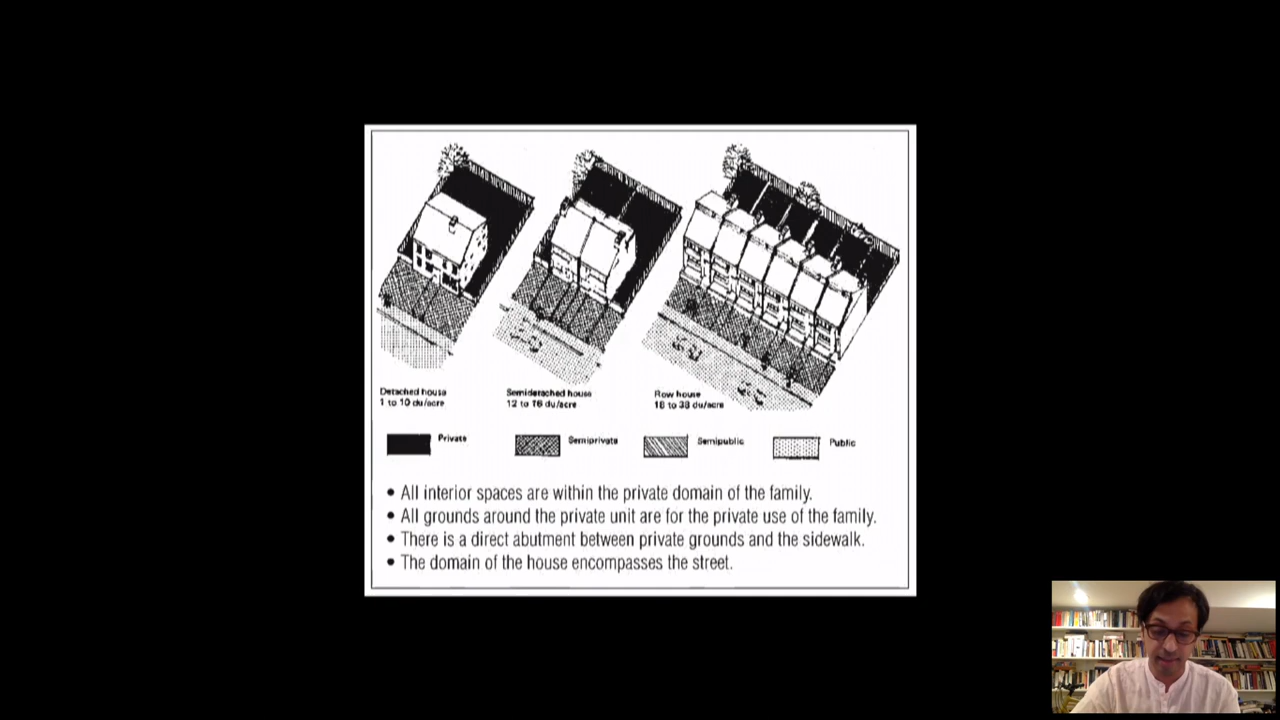 Detached house
1 to 10 du/acre
Semidetached house
12 to 16 du/acre
Row house
16 to 38 du/acre
Private
Semiprivate
Semipublic
Public
• All interior spaces are within the private domain of the family.
• All grounds around the private unit are for the private use of the family.
• There is a direct abutment between private grounds and the sidewalk.
• The domain of the house encompasses the street.